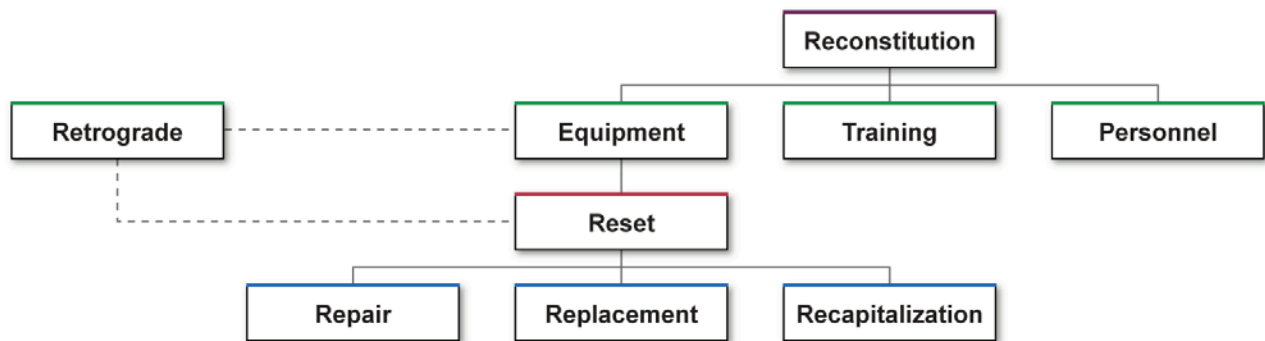 Reconstitution
Retrograde
Equipment
Training
Personnel
Reset
Repair
Replacement
Recapitalization